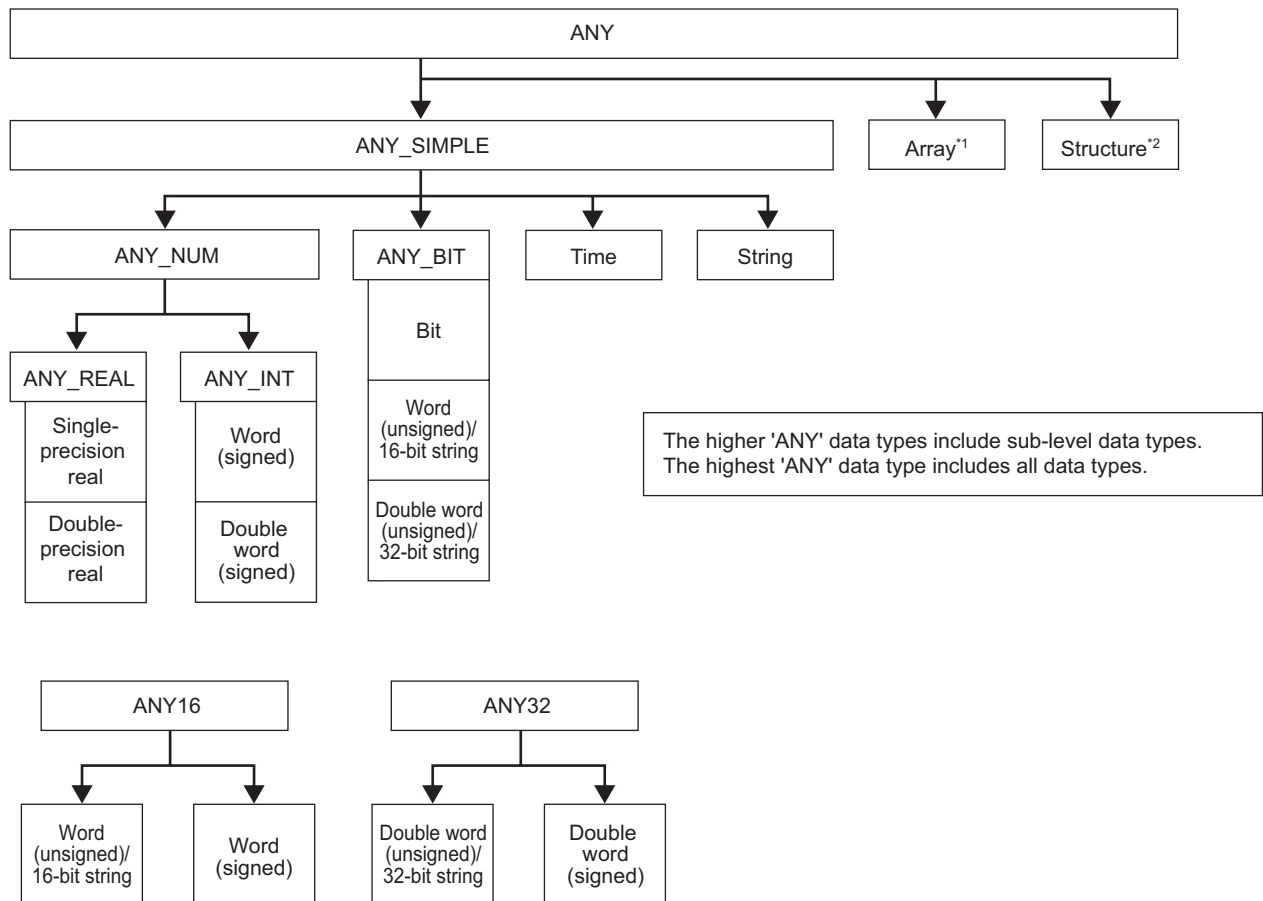 ANY
ANY_SIMPLE
Array*1
Structure*2
ANY_NUM
ANY_BIT
Time
String
Bit
ANY_REAL
ANY_INT
Single-
precision
real
Word
(signed)
Word
(unsigned)/
16-bit string
The higher 'ANY' data types include sub-level data types.
The highest 'ANY' data type includes all data types.
Double-
precision
real
Double
word
(signed)
Double word
(unsigned)/
32-bit string
ANY16
ANY32
Word
(unsigned)/
16-bit string
Word
(signed)
Double word
(unsigned)/
32-bit string
Double
word
(signed)